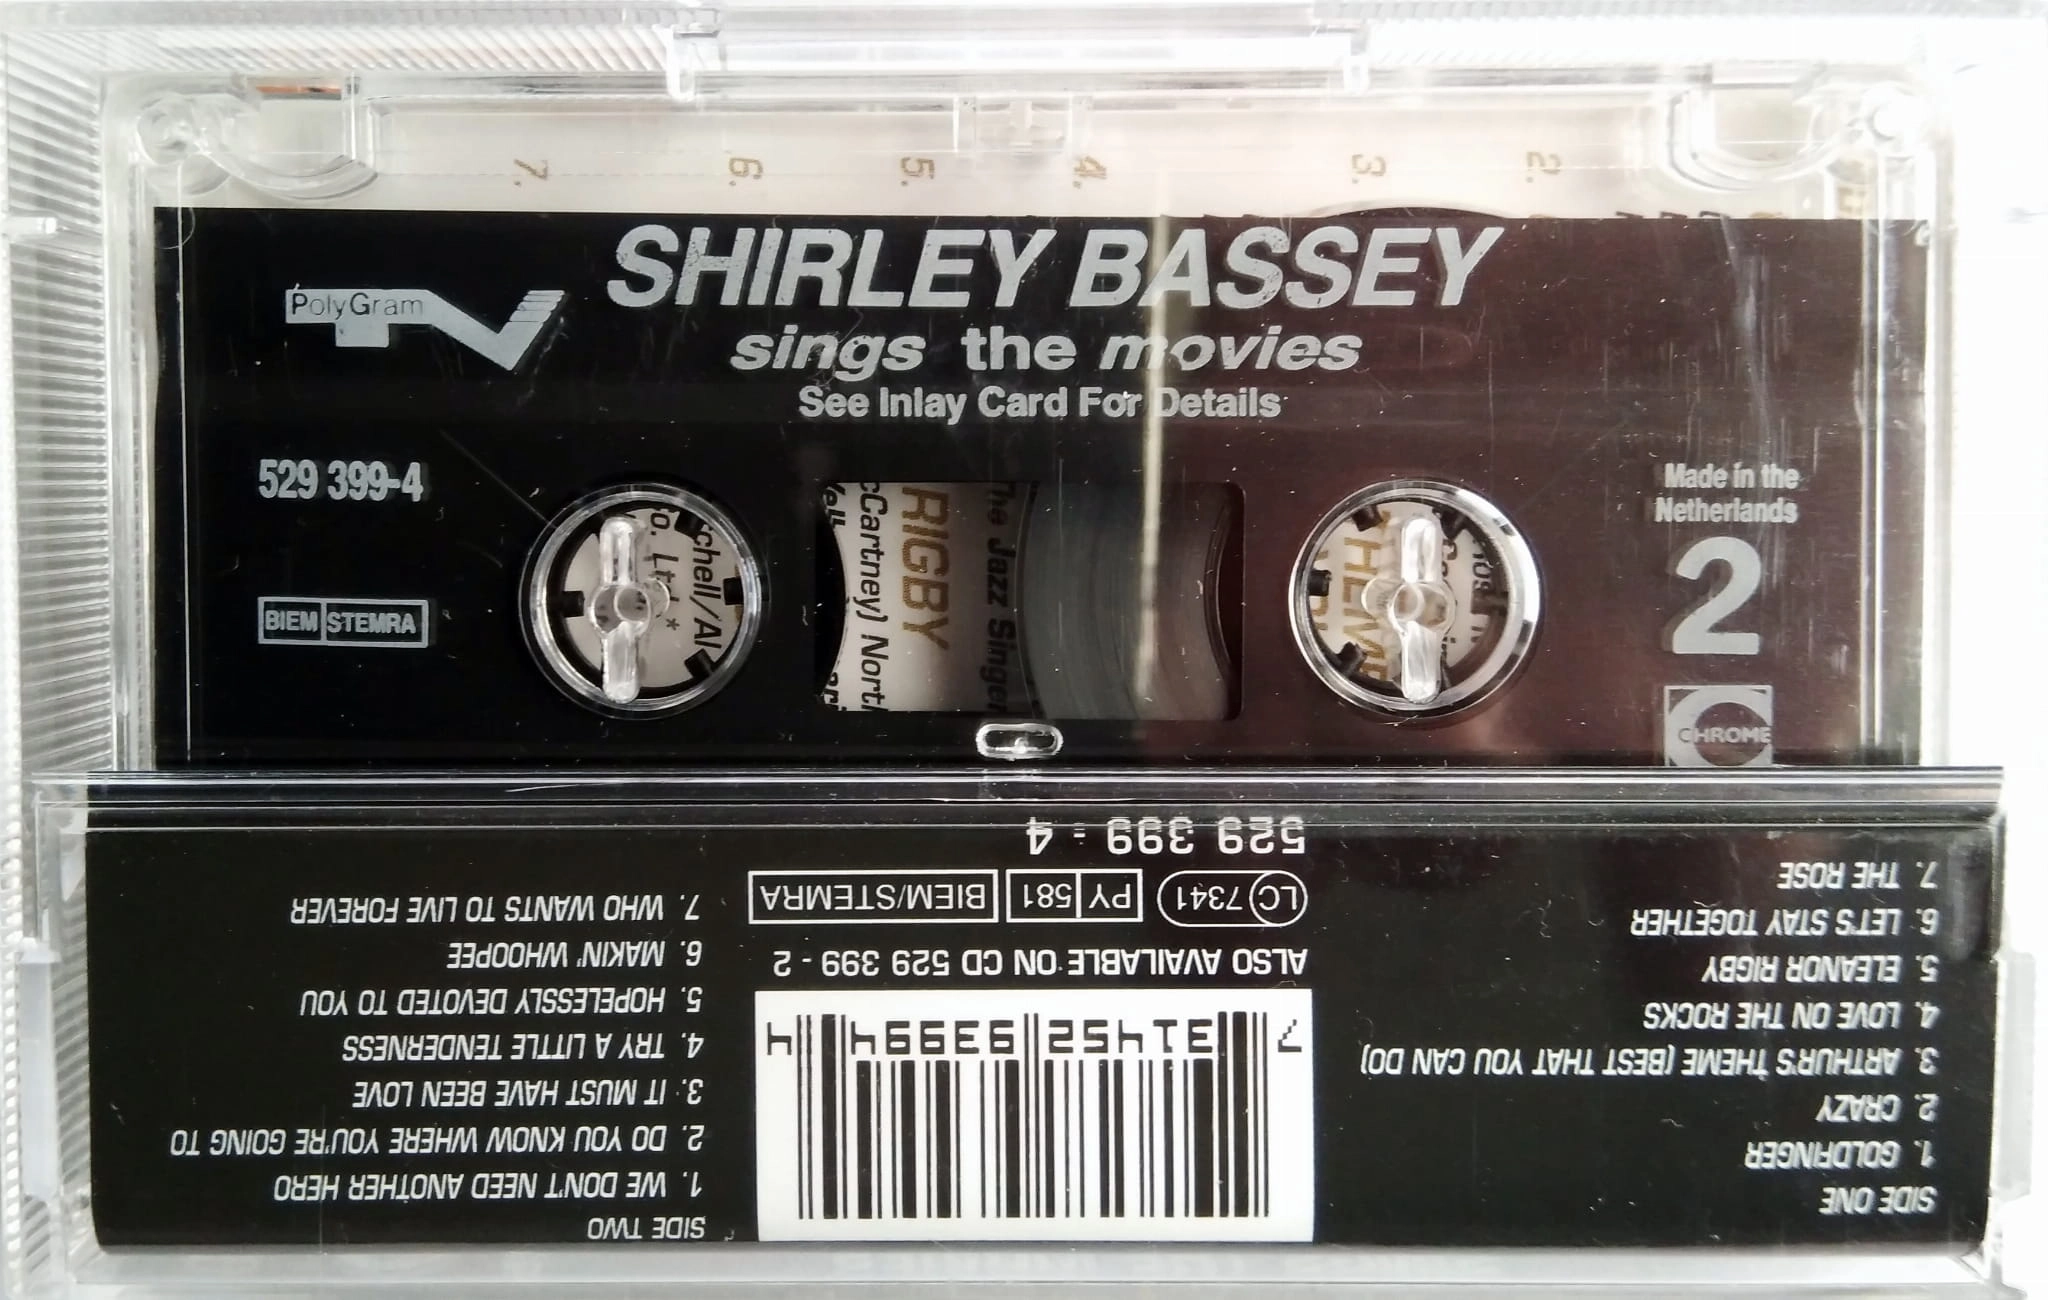 7.
6.
5.
4.
3.
2.
SHIRLEY BASSEY
PolyGram
TV
sings the movies
See Inlay Card For Details
529 399-4
Made in the
Netherlands
2
BIEM STEMRA
CHROME
RIGBY
The Jazz Singer
SIDE ONE
1. GOLDFINGER
2. CRAZY
3. ARTHUR'S THEME (BEST THAT YOU CAN DO)
4. LOVE ON THE ROCKS
5. ELEANOR RIGBY
6. LET'S STAY TOGETHER
7. THE ROSE
7 31452 93994 4
ALSO AVAILABLE ON CD 529 399 - 2
LC 7341 PY 581 BIEM/STEMRA
529 399 - 4
SIDE TWO
1. WE DON'T NEED ANOTHER HERO
2. DO YOU KNOW WHERE YOU'RE GOING TO
3. IT MUST HAVE BEEN LOVE
4. TRY A LITTLE TENDERNESS
5. HOPELESSLY DEVOTED TO YOU
6. MAKIN' WHOOPEE
7. WHO WANTS TO LIVE FOREVER